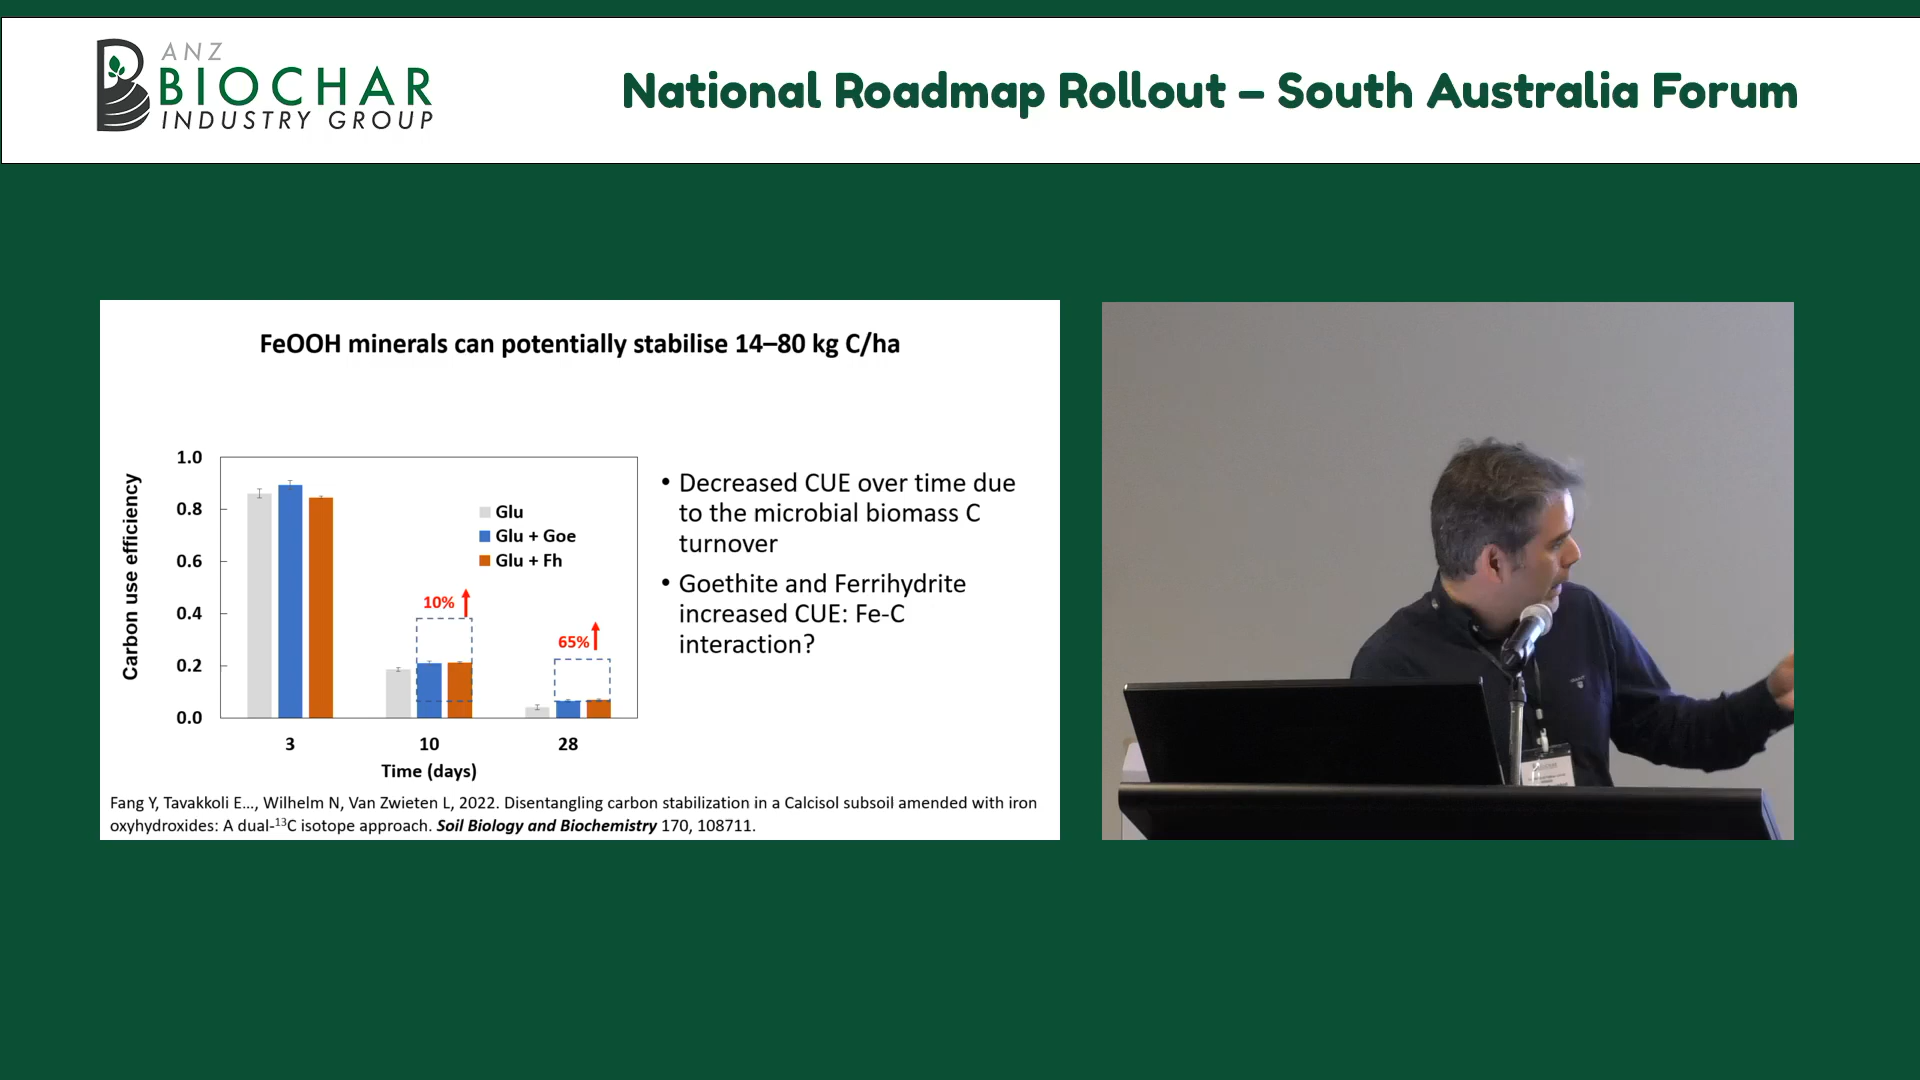 ANZ
BIOCHAR
INDUSTRY GROUP
National Roadmap Rollout – South Australia Forum
FeOOH minerals can potentially stabilise 14–80 kg C/ha
Carbon use efficiency
1.0
0.8
0.6
0.4
0.2
0.0
Glu
Glu + Goe
Glu + Fh
10%
65%
3 10 28
Time (days)
• Decreased CUE over time due
to the microbial biomass C
turnover
• Goethite and Ferrihydrite
increased CUE: Fe-C
interaction?
Fang Y, Tavakkoli E..., Wilhelm N, Van Zwieten L, 2022. Disentangling carbon stabilization in a Calcisol subsoil amended with iron
oxyhydroxides: A dual-¹³C isotope approach. Soil Biology and Biochemistry 170, 108711.